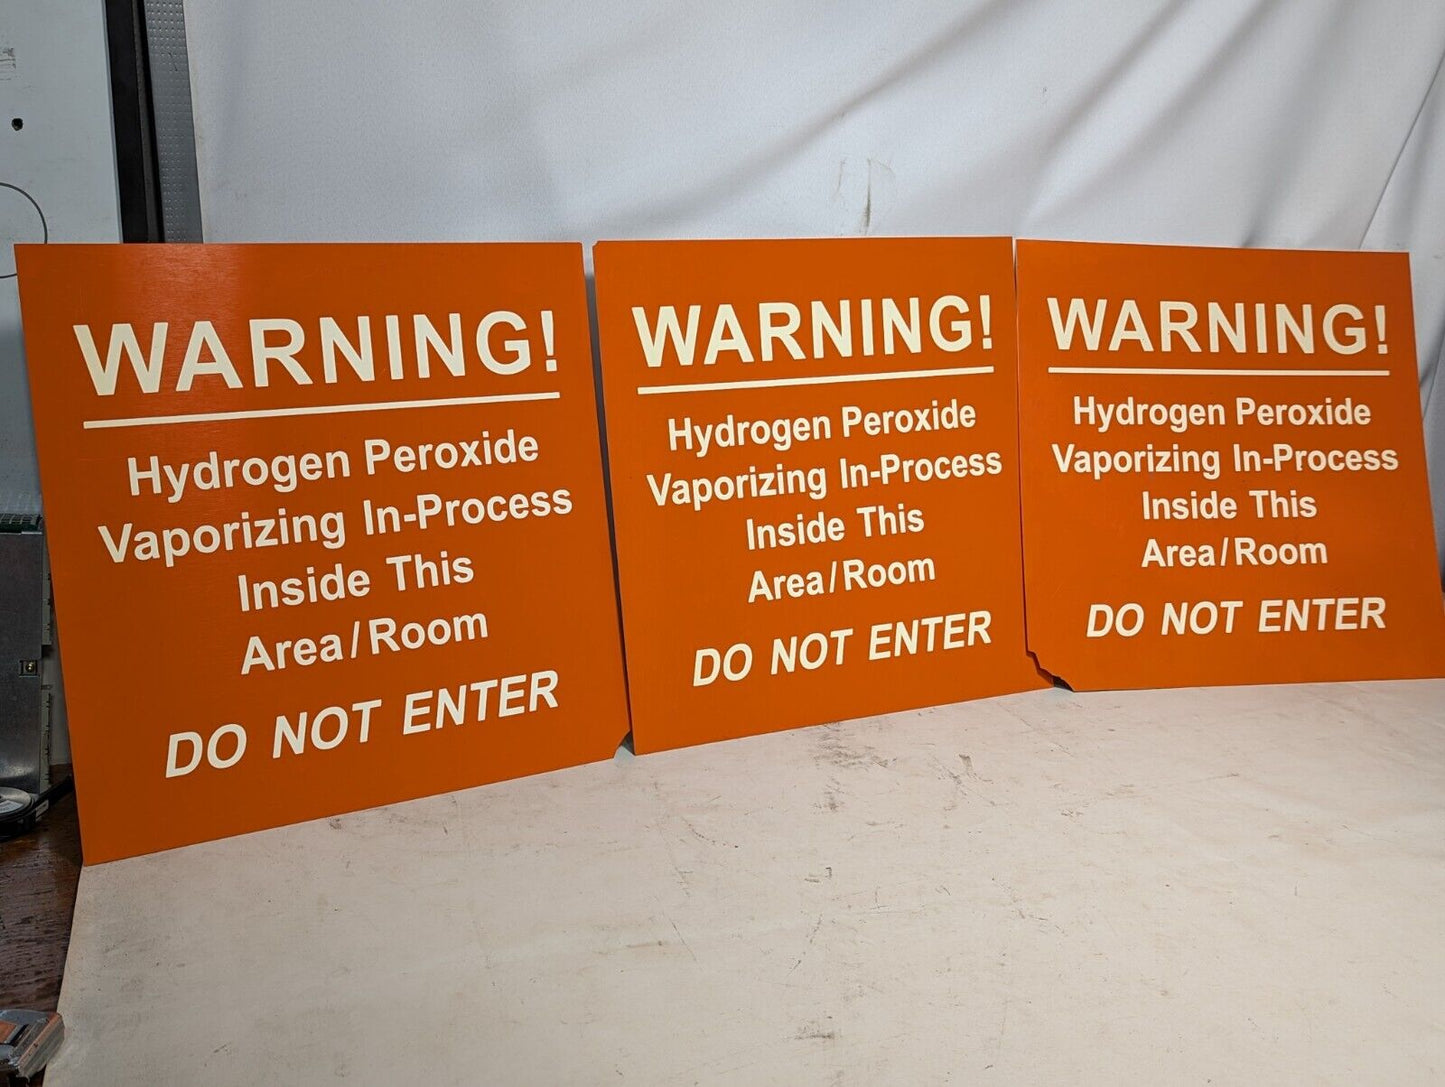 WARNING!
Hydrogen Peroxide
Vaporizing In-Process
Inside This
Area/Room
DO NOT ENTER
WARNING!
Hydrogen Peroxide
Vaporizing In-Process
Inside This
Area/Room
DO NOT ENTER
WARNING!
Hydrogen Peroxide
Vaporizing In-Process
Inside This
Area/Room
DO NOT ENTER